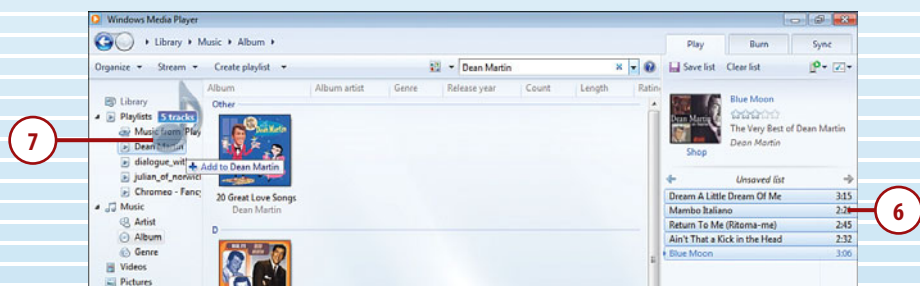 Windows Media Player
Library Music Album
Play Burn Sync
Organize Stream Create playlist Dean Martin Save list Clear list
Album Album artist Genre Release year Count Length
Library
Other
Playlists 5 tracks
Music from Play
7
Dean Martin
Add to Dean Martin
dialogue_wit
julian_of_norwic
Chromeo - Fanc
Music
Artist
Album
Genre
Videos
Pictures
Dean Martin
20 Great Love Songs
Dean Martin
D
Dean Martin
Shop
Blue Moon
The Very Best of Dean Martin
Dean Martin
Unsaved list
Dream A Little Dream Of Me 3:15
Mambo Italiano
6
Return To Me (Ritorna-me) 2:45
Ain't That a Kick in the Head 2:32
Blue Moon 3:06